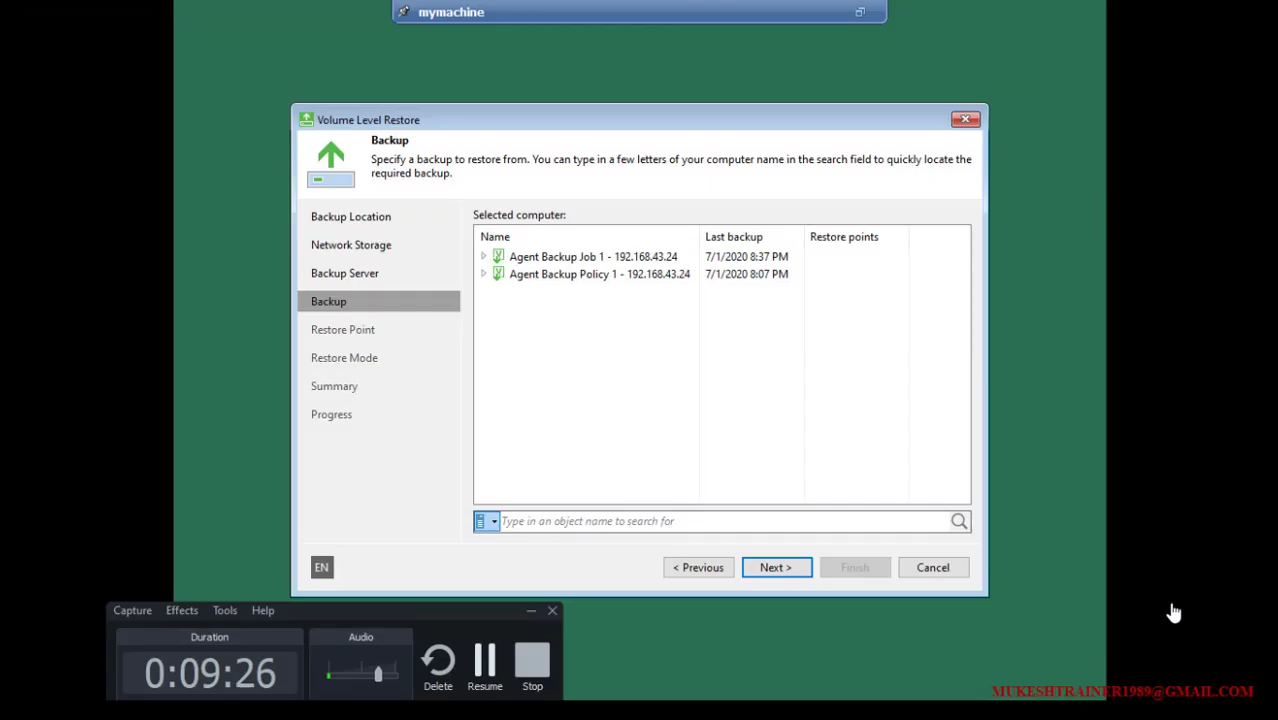 mymachine
Volume Level Restore
Backup
Specify a backup to restore from. You can type in a few letters of your computer name in the search field to quickly locate the
required backup.
Backup Location
Network Storage
Backup Server
Backup
Restore Point
Restore Mode
Summary
Progress
Selected computer:
Name Last backup Restore points
Agent Backup Job 1 - 192.168.43.24 7/1/2020 8:37 PM
Agent Backup Policy 1 - 192.168.43.24 7/1/2020 8:07 PM
Type in an object name to search for
EN
< Previous Next > Finish Cancel
Capture Effects Tools Help
Duration Audio
0:09:26
Delete Resume Stop
MUKESHTRAINER1989@GMAIL.COM